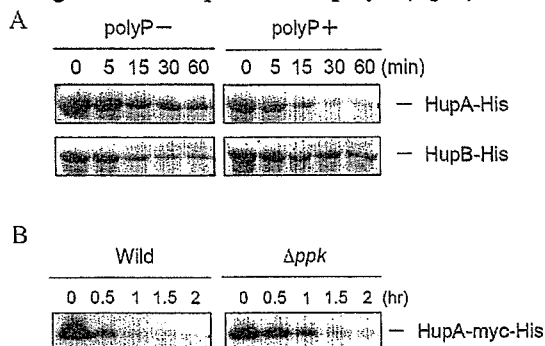 A
polyP− polyP+
0 5 15 30 60 0 5 15 30 60 (min)
— HupA-His
— HupB-His
B
Wild Δppk
0 0.5 1 1.5 2 0 0.5 1 1.5 2 (hr)
— HupA-myc-His